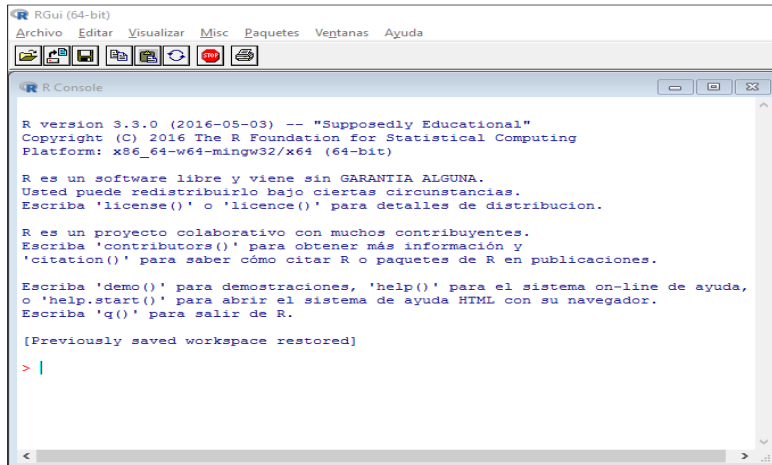 RGui (64-bit)
Archivo Editar Visualizar Misc Paquetes Ventanas Ayuda
STOP
R Console
R version 3.3.0 (2016-05-03) -- "Supposedly Educational"
Copyright (C) 2016 The R Foundation for Statistical Computing
Platform: x86_64-w64-mingw32/x64 (64-bit)
R es un software libre y viene sin GARANTIA ALGUNA.
Usted puede redistribuirlo bajo ciertas circunstancias.
Escriba 'license()' o 'licence()' para detalles de distribucion.
R es un proyecto colaborativo con muchos contribuyentes.
Escriba 'contributors()' para obtener más información y
'citation()' para saber cómo citar R o paquetes de R en publicaciones.
Escriba 'demo()' para demostraciones, 'help()' para el sistema on-line de ayuda,
o 'help.start()' para abrir el sistema de ayuda HTML con su navegador.
Escriba 'q()' para salir de R.
[Previously saved workspace restored]
>